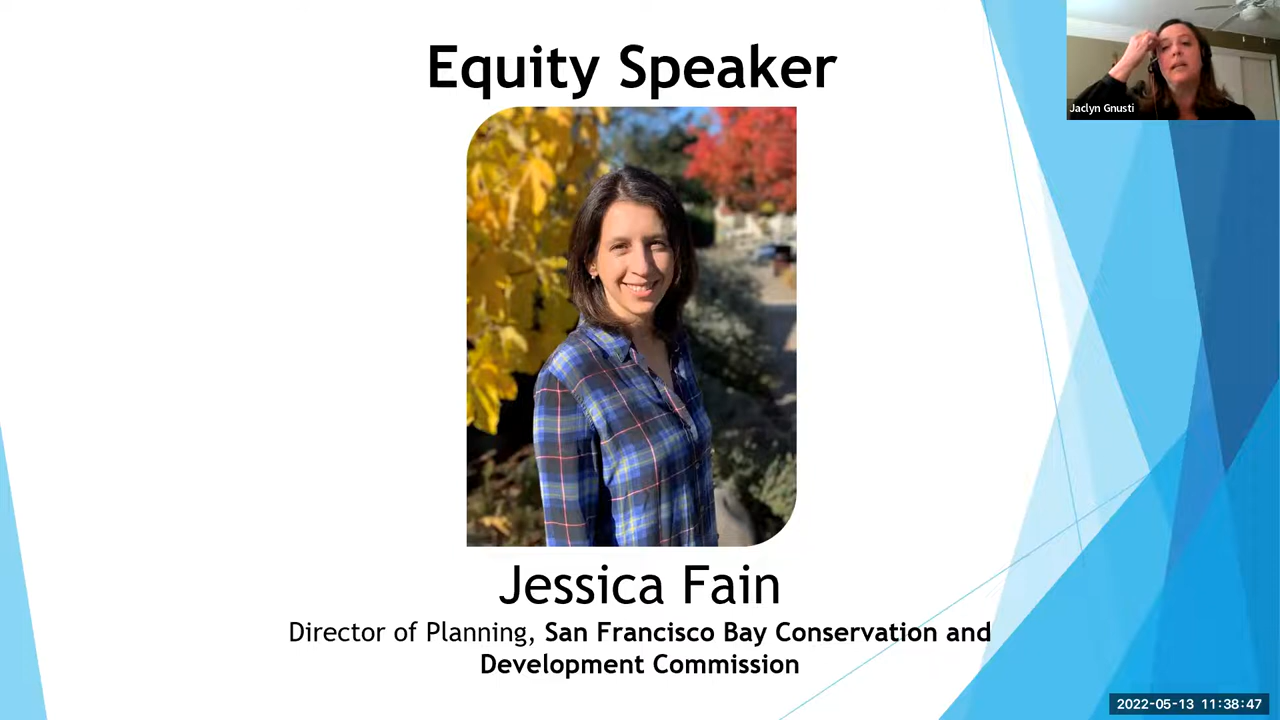 Equity Speaker
Jaclyn Gnusti
Jessica Fain
Director of Planning, San Francisco Bay Conservation and
Development Commission
2022-05-13 11:38:47